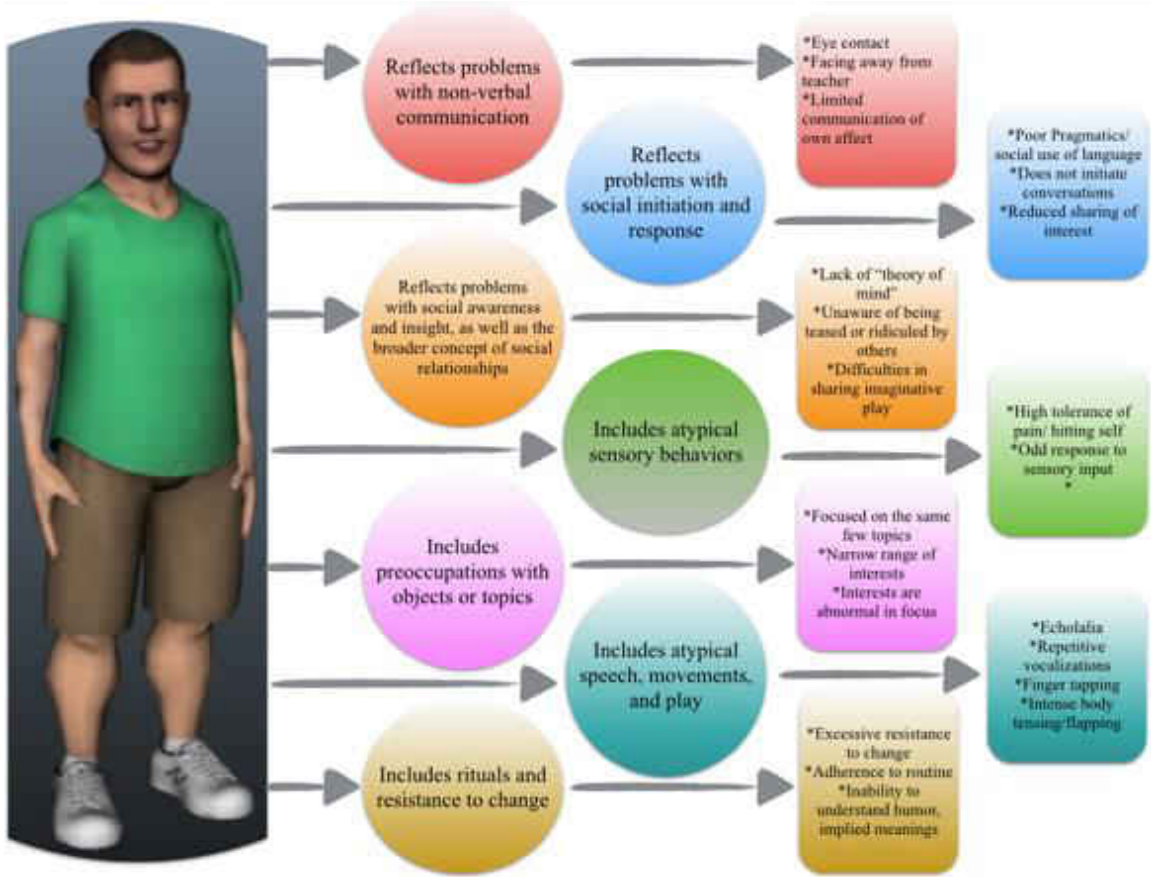 Reflects problems
with non-verbal
communication
*Eye contact
*Facing away from
teacher
*Limited
communication of
own affect
Reflects
problems with
social initiation and
response
*Poor Pragmatics/
social use of language
*Does not initiate
conversations
*Reduced sharing of
interest
Reflects problems
with social awareness
and insight, as well as the
broader concept of social
relationships
*Lack of “theory of
mind”
*Unaware of being
teased or ridiculed by
others
*Difficulties in
sharing imaginative
play
Includes atypical
sensory behaviors
*High tolerance of
pain/ hitting self
*Odd response to
sensory input
*
Includes
preoccupations with
objects or topics
*Focused on the same
few topics
*Narrow range of
interests
*Interests are
abnormal in focus
Includes atypical
speech, movements,
and play
*Echolalia
*Repetitive
vocalizations
*Finger tapping
*Intense body
tensing/flapping
Includes rituals and
resistance to change
*Excessive resistance
to change
*Adherence to routine
*Inability to
understand humor,
implied meanings